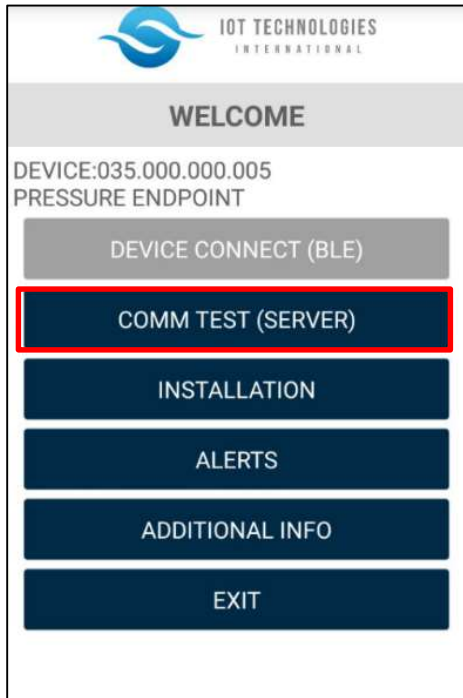 IOT TECHNOLOGIES
INTERNATIONAL
WELCOME
DEVICE:035.000.000.005
PRESSURE ENDPOINT
DEVICE CONNECT (BLE)
COMM TEST (SERVER)
INSTALLATION
ALERTS
ADDITIONAL INFO
EXIT